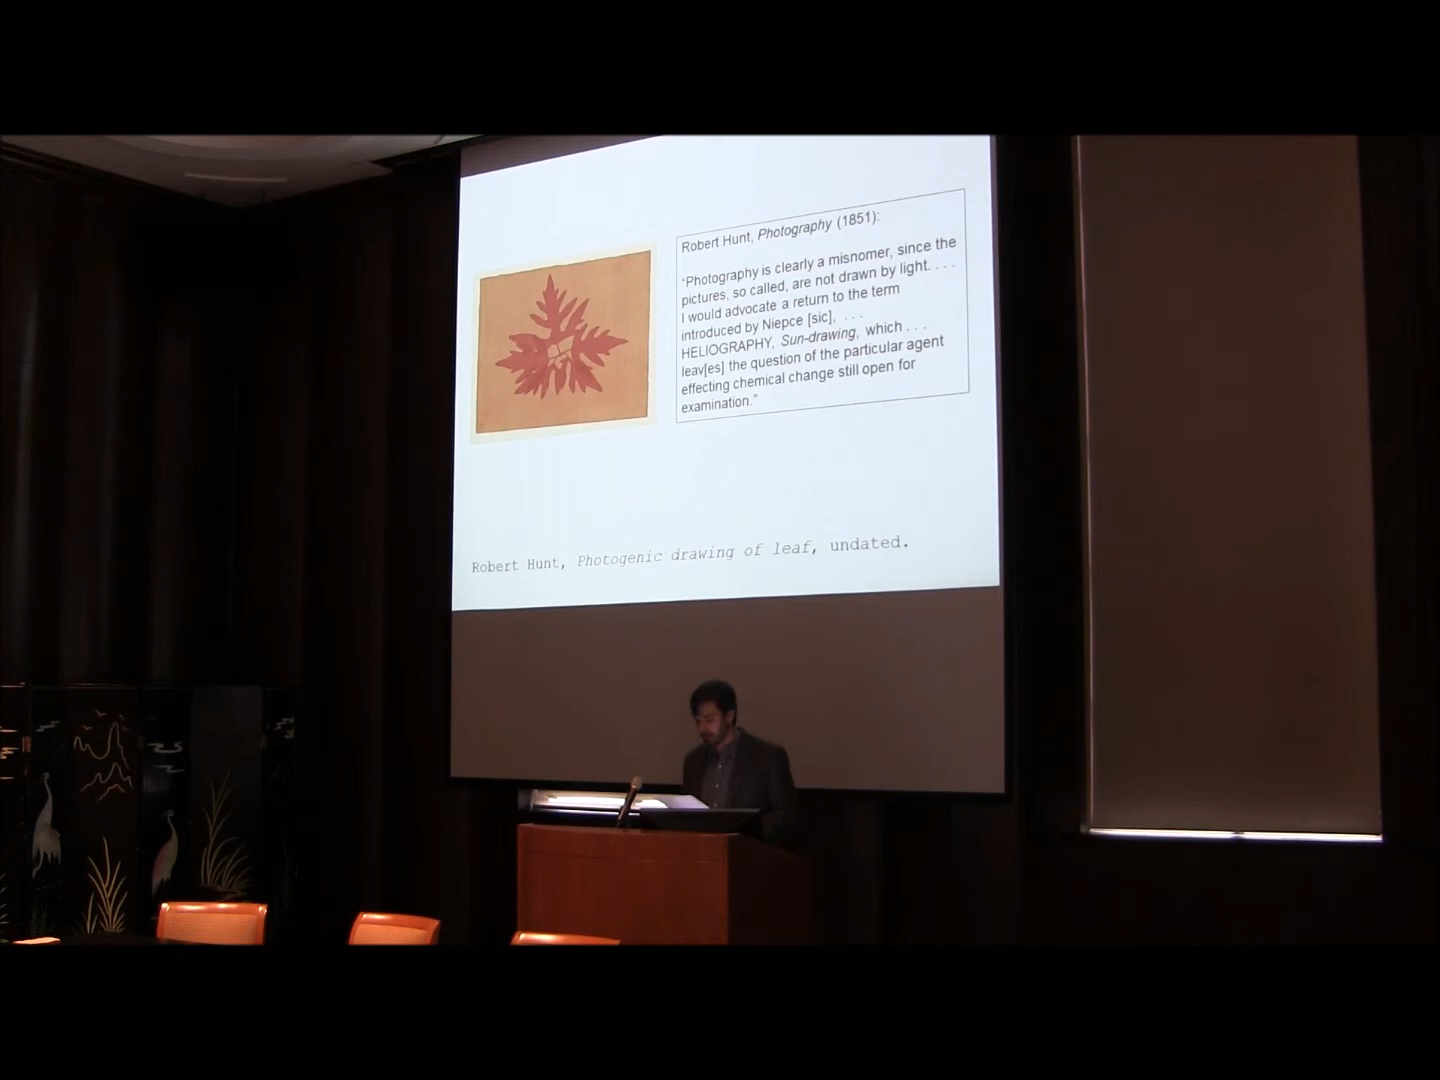 Robert Hunt, Photography (1851):
"Photography is clearly a misnomer, since the
pictures, so called, are not drawn by light. . . .
I would advocate a return to the term
introduced by Niepce [sic], . . .
HELIOGRAPHY, Sun-drawing, which . . .
leav[es] the question of the particular agent
effecting chemical change still open for
examination."
Robert Hunt, Photogenic drawing of leaf, undated.